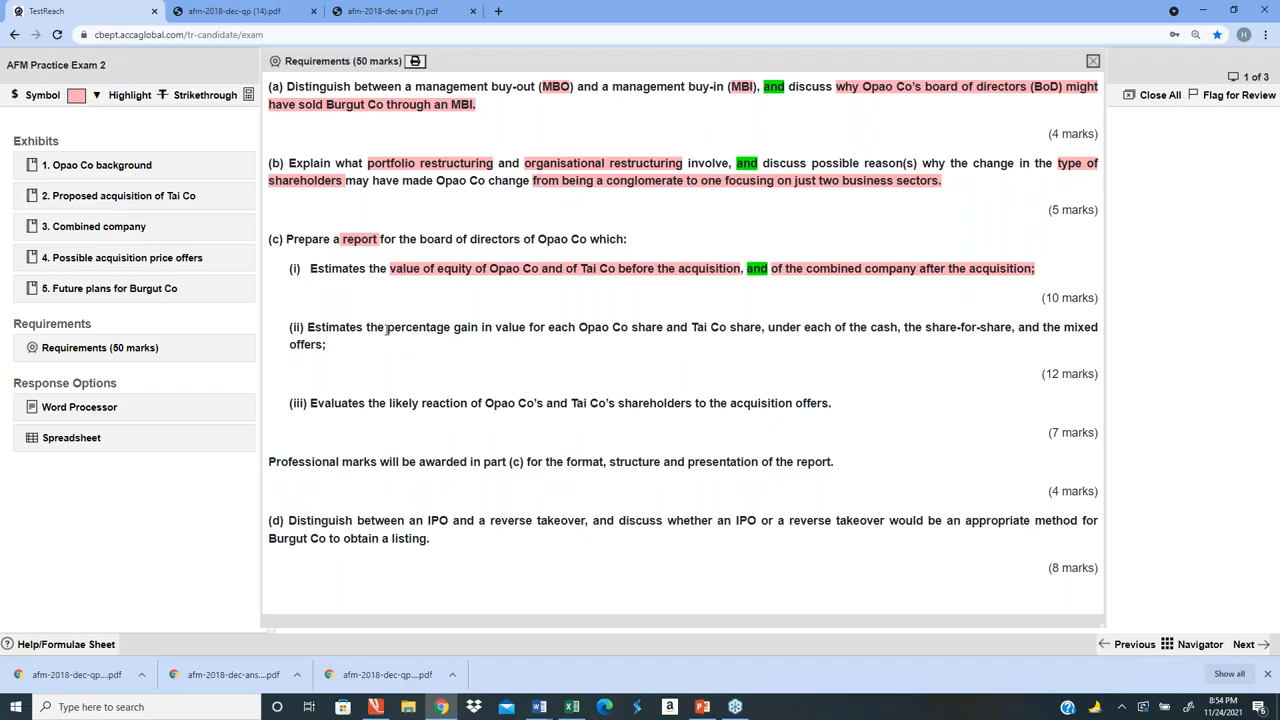 TestReach
afm-2018-dec-qp (14).pdf
afm-2018-dec-ans (7).pdf
cbept.accaglobal.com/tr-candidate/exam
H
AFM Practice Exam 2
Requirements (50 marks)
1 of 3
$ Symbol
Highlight
Strikethrough
Close All
Flag for Review
Exhibits
1. Opao Co background
2. Proposed acquisition of Tai Co
3. Combined company
4. Possible acquisition price offers
5. Future plans for Burgut Co
Requirements
Requirements (50 marks)
Response Options
Word Processor
Spreadsheet
(a) Distinguish between a management buy-out (MBO) and a management buy-in (MBI), and discuss why Opao Co's board of directors (BoD) might
have sold Burgut Co through an MBI.
(4 marks)
(b) Explain what portfolio restructuring and organisational restructuring involve, and discuss possible reason(s) why the change in the type of
shareholders may have made Opao Co change from being a conglomerate to one focusing on just two business sectors.
(5 marks)
(c) Prepare a report for the board of directors of Opao Co which:
(i) Estimates the value of equity of Opao Co and of Tai Co before the acquisition, and of the combined company after the acquisition;
(10 marks)
(ii) Estimates the percentage gain in value for each Opao Co share and Tai Co share, under each of the cash, the share-for-share, and the mixed
offers;
(12 marks)
(iii) Evaluates the likely reaction of Opao Co's and Tai Co's shareholders to the acquisition offers.
(7 marks)
Professional marks will be awarded in part (c) for the format, structure and presentation of the report.
(4 marks)
(d) Distinguish between an IPO and a reverse takeover, and discuss whether an IPO or a reverse takeover would be an appropriate method for
Burgut Co to obtain a listing.
(8 marks)
Help/Formulae Sheet
Previous
Navigator
Next
afm-2018-dec-qp....pdf
afm-2018-dec-ans....pdf
afm-2018-dec-qp....pdf
Show all
Type here to search
8:54 PM
11/24/2021